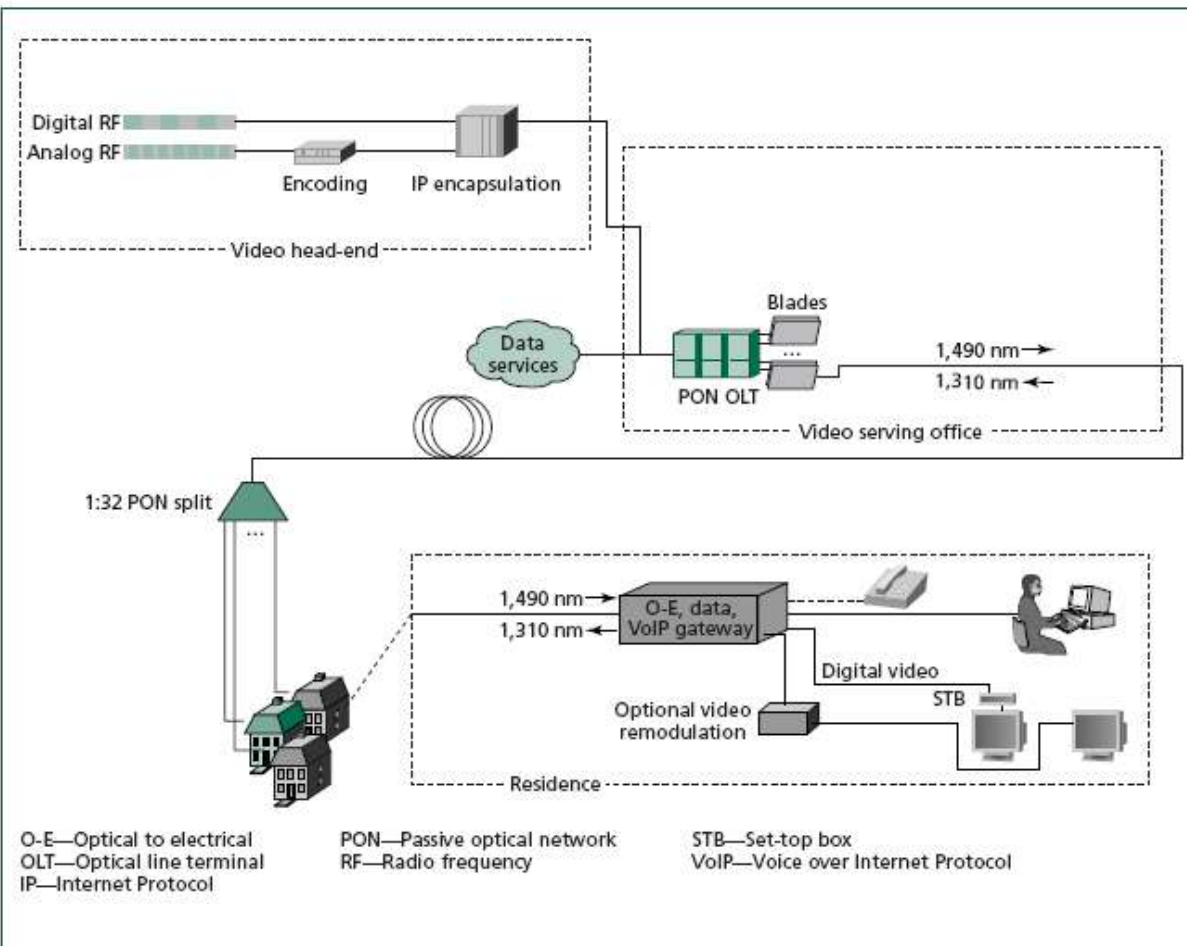 Digital RF
Analog RF
Encoding
IP encapsulation
Video head-end
Data
services
Blades
PON OLT
1,490 nm
1,310 nm
Video serving office
1:32 PON split
...
...
1,490 nm
1,310 nm
O-E, data,
VoIP gateway
Digital video
STB
Optional video
remodulation
Residence
O-E—Optical to electrical
OLT—Optical line terminal
IP—Internet Protocol
PON—Passive optical network
RF—Radio frequency
STB—Set-top box
VoIP—Voice over Internet Protocol